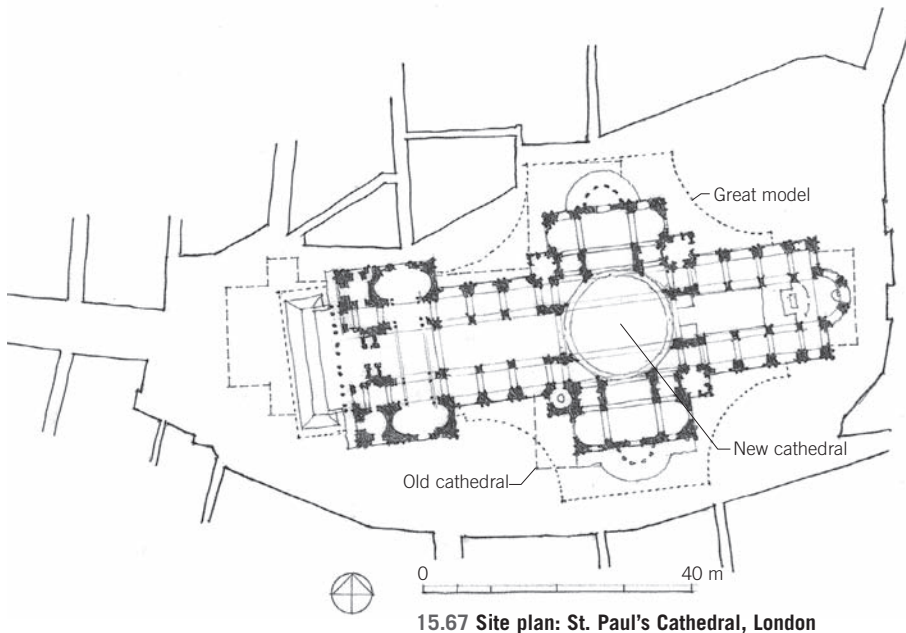 Great model
New cathedral
Old cathedral
0 40 m
15.67 Site plan: St. Paul's Cathedral, London